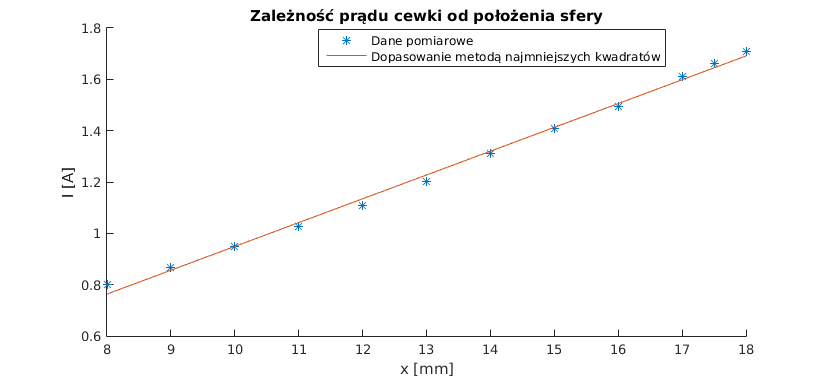 Zależność prądu cewki od położenia sfery
Dane pomiarowe
Dopasowanie metodą najmniejszych kwadratów
I [A]
1.8
1.6
1.4
1.2
1
0.8
0.6
8 9 10 11 12 13 14 15 16 17 18
x [mm]